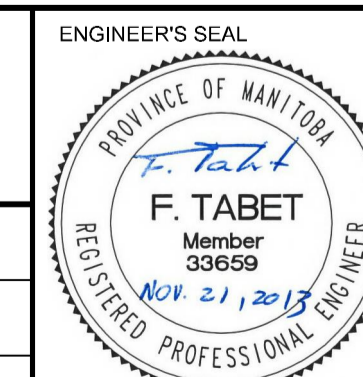 ENGINEER'S SEAL
PROVINCE OF MANITOBA
F. Tabet
F. TABET
Member
33659
NOV. 21, 2013
REGISTERED PROFESSIONAL ENGINEER